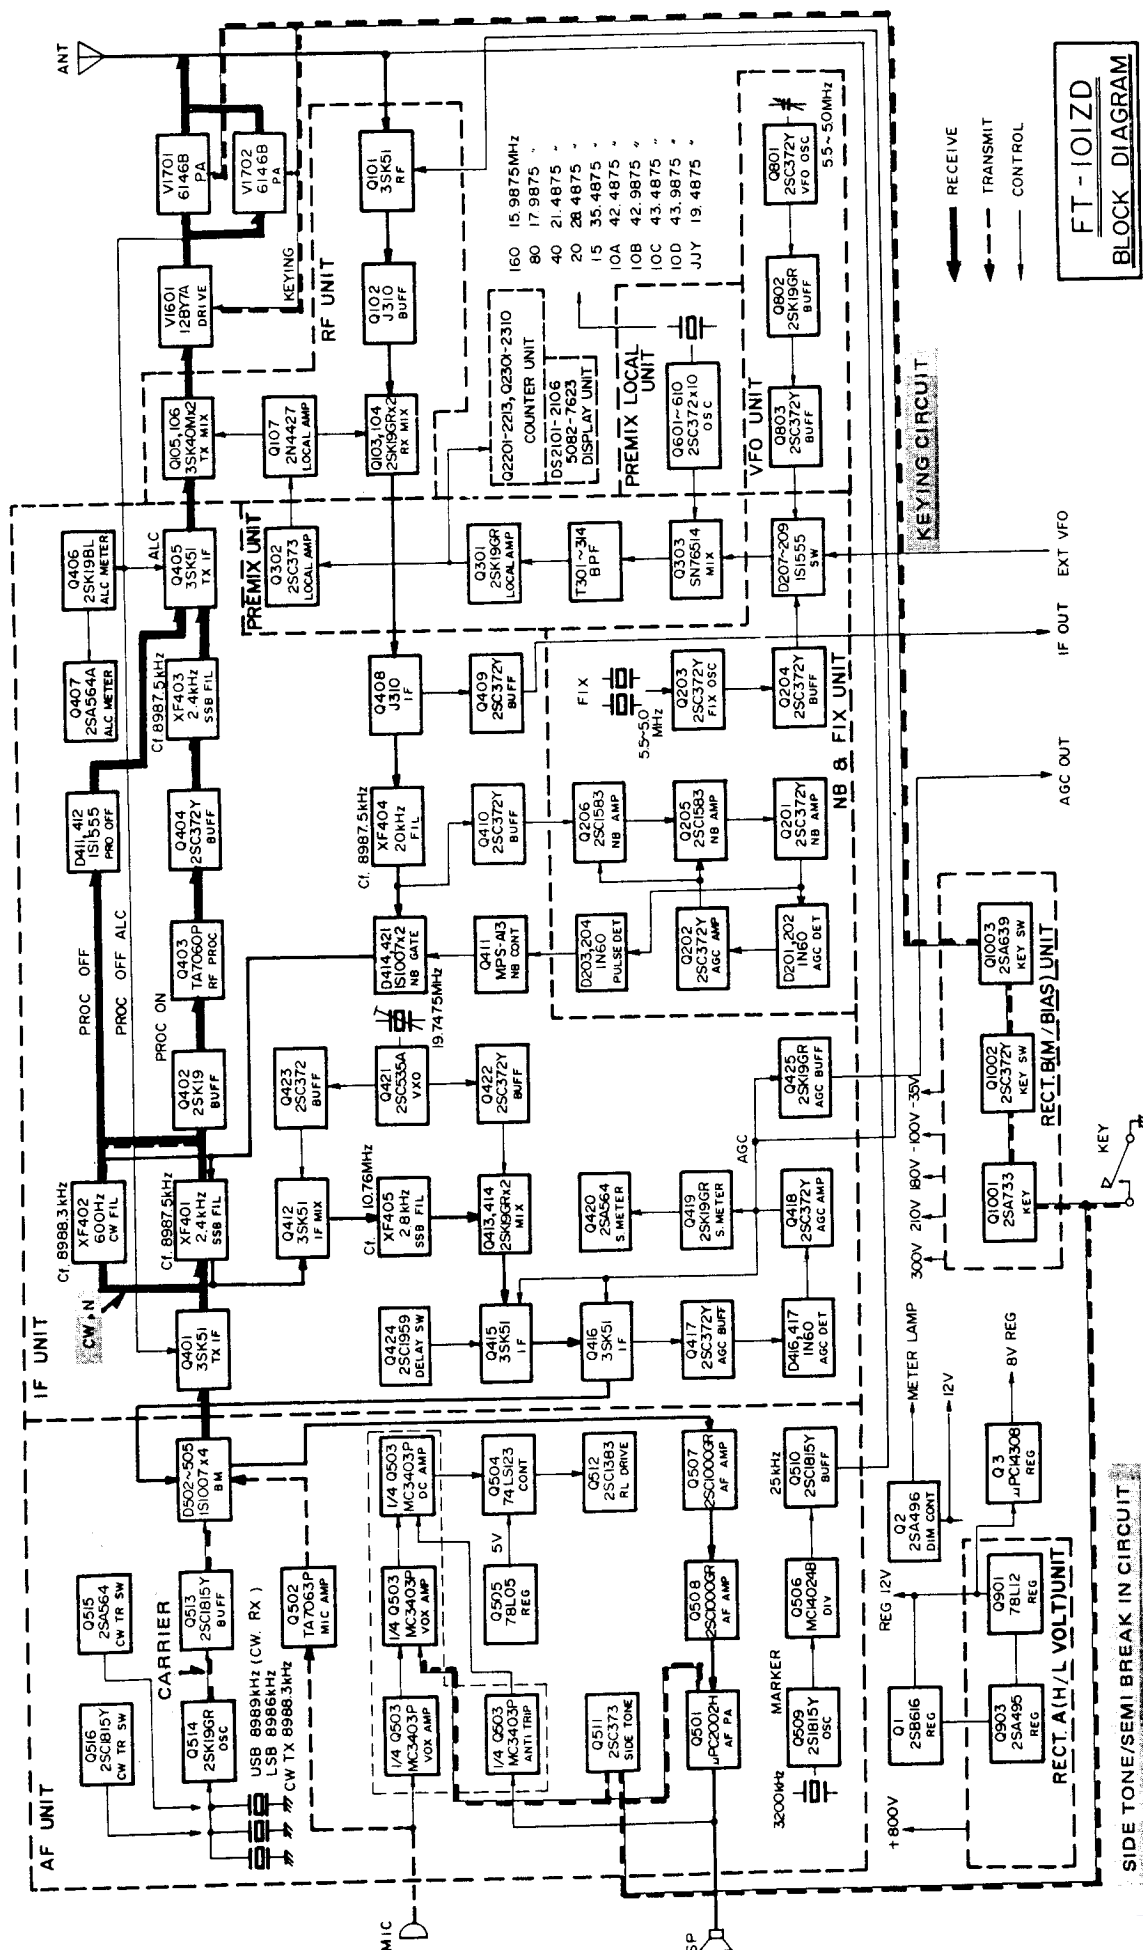 FT-101ZD
BLOCK DIAGRAM
RECEIVE
TRANSMIT
CONTROL
ANT
V1701
6146B
PA
V1702
6146B
PA
V1601
12BY7A
DRIVE
KEYING
RF UNIT
Q101
3SK51
RF
Q102
J310
BUFF
Q105,106
3SK40Mx2
TX MIX
Q107
2N4427
LOCAL AMP
Q103,104
2SK19GRx2
RX MIX
160 15.9875MHz
80 17.9875 "
40 21.4875 "
20 28.4875 "
15 35.4875 "
10A 42.4875 "
10B 42.9875 "
10C 43.4875 "
10D 43.9875 "
JJY 19.4875 "
Q2201-2213, Q2301-2310
COUNTER UNIT
DS2101-2106
5082-7623
DISPLAY UNIT
PREMIX LOCAL
UNIT
Q601~610
2SC372x10
OSC
VFO UNIT
Q801
2SC372Y
VFO OSC
5.5~5.0MHz
Q802
2SK19GR
BUFF
Q803
2SC372Y
BUFF
KEYING CIRCUIT
Q406
2SK19BL
ALC METER
ALC
Q405
3SK51
TX IF
Q407
2SA564A
ALC METER
Cf.8987.5kHz
XF403
2.4kHz
SSB FIL
PREMIX UNIT
Q302
2SC373
LOCAL AMP
Q301
2SK19GR
LOCAL AMP
T301~314
BPF
Q303
SN76514
MIX
D207~209
1S1555
SW
EXT VFO
IF OUT
AGC OUT
Q408
J310
IF
Q409
2SC372Y
BUFF
FIX
5.5~5.0
MHz
Q203
2SC372Y
FIX OSC
Q204
2SC372Y
BUFF
NB & FIX UNIT
D411, 412
1S1555
PRO OFF
Q404
2SC372Y
BUFF
Cf. 8987.5kHz
XF404
20kHz
FIL
Q410
2SC372Y
BUFF
Q206
2SC1583
NB AMP
Q205
2SC1583
NB AMP
Q201
2SC372Y
NB AMP
PROC OFF
PROC OFF ALC
PROC ON
Q403
TA7060P
RF PROC
D414,421
1S1007x2
NB GATE
Q411
MPS-A13
NB CONT
D203,204
1N60
PULSE DET
Q202
2SC372Y
AGC AMP
D201,202
1N60
AGC DET
19.7475MHz
Q402
2SK19
BUFF
Q423
2SC372
BUFF
Q421
2SC535A
VXO
Q422
2SC372Y
BUFF
AGC
Q425
2SK19GR
AGC BUFF
Cf. 8988.3kHz
XF402
600Hz
CW FIL
Cf.8987.5kHz
XF401
2.4kHz
SSB FIL
Q412
3SK51
IF MIX
Cf. 10.76MHz
XF405
2.8kHz
SSB FIL
Q413,414
2SK19GRx2
MIX
Q420
2SA564
S.METER
Q419
2SK19GR
S.METER
Q418
2SC372Y
AGC AMP
IF UNIT
CW·N
Q401
3SK51
TX IF
Q424
2SC1959
DELAY SW
Q415
3SK51
IF
Q416
3SK51
IF
Q417
2SC372Y
AGC BUFF
D416,417
1N60
AGC DET
Q1003
2SA639
KEY SW
Q1002
2SC372Y
KEY SW
Q1001
2SA733
KEY
RECT.B(M/BIAS)UNIT
300V 210V 180V -100V -35V
KEY
D502~505
1S1007x4
BM
1/4 Q503
MC3403P
DC AMP
Q504
74LS123
CONT
Q512
2SC1383
RL DRIVE
Q507
2SC1000GR
AF AMP
25kHz
Q510
2SC1815Y
BUFF
METER LAMP
12V
8V REG
Q2
2SA496
DIM CONT
Q3
μPC14308
REG
Q515
2SA564
CW TR SW
CARRIER
Q513
2SC1815Y
BUFF
Q502
TA7063P
MIC AMP
1/4 Q503
MC3403P
VOX AMP
5V
Q505
78L05
REG
Q508
2SC1000GR
AF AMP
Q506
MC14024B
DIV
REG 12V
Q901
78L12
REG
Q516
2SC1815Y
CW TR SW
Q514
2SK19GR
OSC
USB 8989kHz (CW. RX)
LSB 8986kHz
CW TX 8988.3kHz
1/4 Q503
MC3403P
VOX AMP
1/4 Q503
MC3403P
ANTI TRIP
Q511
2SC373
SIDE TONE
Q501
μPC2002H
AF PA
MARKER
Q509
2S1815Y
OSC
3200kHz
Q1
2SB616
REG
Q903
2SA495
REG
+800V
RECT. A(H/L VOLT)UNIT
AF UNIT
MIC
SP
SIDE TONE/SEMI BREAK IN CIRCUIT